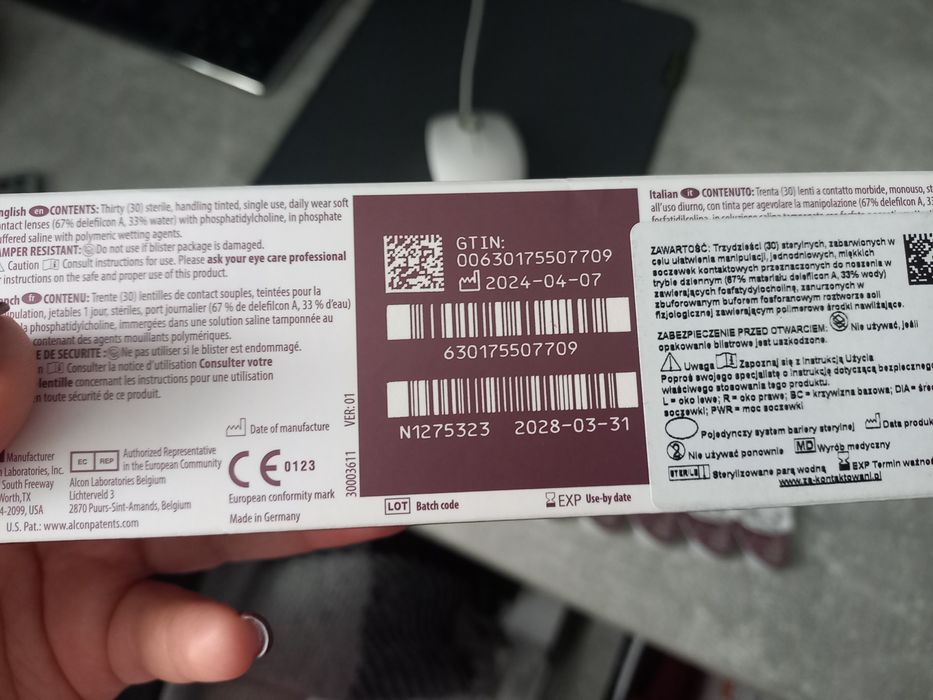 nglish en CONTENTS: Thirty (30) sterile, handling tinted, single use, daily wear soft
ntact lenses (67% delefilcon A, 33% water) with phosphatidylcholine, in phosphate
uffered saline with polymeric wetting agents.
AMPER RESISTANT: Do not use if blister package is damaged.
Caution Consult instructions for use. Please ask your eye care professional
r instructions on the safe and proper use of this product.
ench fr CONTENU: Trente (30) lentilles de contact souples, teintées pour la
ipulation, jetables 1 jour, stériles, port journalier (67 % de delefilcon A, 33 % d'eau)
la phosphatidylcholine, immergées dans une solution saline tamponnée au
contenant des agents mouillants polymériques.
E DE SECURITE : Ne pas utiliser si le blister est endommagé.
n Consulter la notice d'utilisation Consulter votre
lentille concernant les instructions pour une utilisation
n toute sécurité de ce produit.
Date of manufacture
Manufacturer
n Laboratories, Inc.
South Freeway
Worth, TX
4-2099, USA
U.S. Pat.: www.alconpatents.com
EC REP
Authorized Representative
in the European Community
Alcon Laboratories Belgium
Lichterveld 3
2870 Puurs-Sint-Amands, Belgium
CE 0123
European conformity mark
Made in Germany
30003611 VER: 01
GTIN:
00630175507709
2024-04-07
630175507709
N1275323 2028-03-31
LOT Batch code
EXP Use-by date
Italian it CONTENUTO: Trenta (30) lenti a contatto morbide, monouso, st
all'uso diurno, con tinta per agevolare la manipolazione (67% delefilcon A, 33
ZAWARTOŚĆ: Trzydzieści (30) sterylnych, zabarwionych w
celu ułatwienia manipulacji, jednodniowych, miękkich
soczewek kontaktowych przeznaczonych do noszenia w
trybie dziennym (67% materiału delefilcon A, 33% wody)
zawierających fosfatydylocholinę, zanurzonych w
zbuforowanym buforem fosforanowym roztworze soli
fizjologicznej zawierającym polimerowe środki nawilżające.
ZABEZPIECZENIE PRZED OTWARCIEM: Nie używać, jeśli
opakowanie blistrowe jest uszkodzone.
Uwaga Zapoznaj się z Instrukcją Użycia
Poproś swojego specjalistę o instrukcję dotyczącą bezpieczneg
właściwego stosowania tego produktu.
L = oko lewe; R = oko prawe; BC = krzywizna bazowa; DIA = śre
soczewki; PWR = moc soczewki
Pojedynczy system bariery sterylnej Data produk
Nie używać ponownie MD Wyrób medyczny
STERILE Sterylizowane parą wodną EXP Termin ważnoś
www.za-kontaktowani.pl